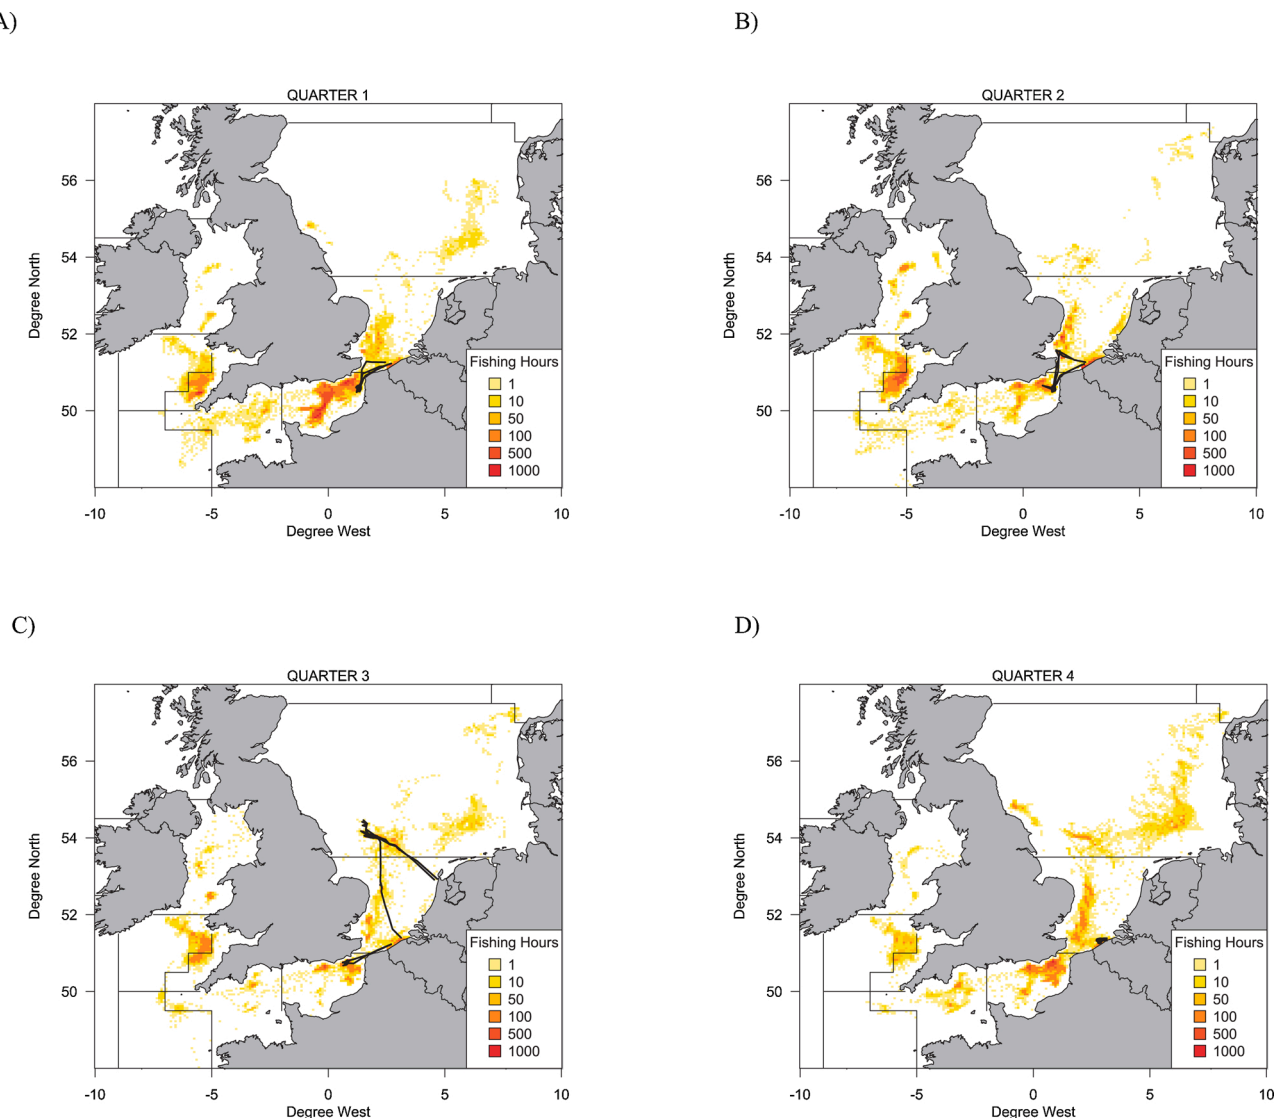 A)
B)
QUARTER 1
QUARTER 2
56
54
52
50
Degree North
Fishing Hours
1
10
50
100
500
1000
-10 -5 0 5 10
Degree West
56
54
52
50
Degree North
Fishing Hours
1
10
50
100
500
1000
-10 -5 0 5 10
Degree West
C)
D)
QUARTER 3
QUARTER 4
56
54
52
50
Degree North
Fishing Hours
1
10
50
100
500
1000
-10 -5 0 5 10
Degree West
56
54
52
50
Degree North
Fishing Hours
1
10
50
100
500
1000
-10 -5 0 5 10
Degree West